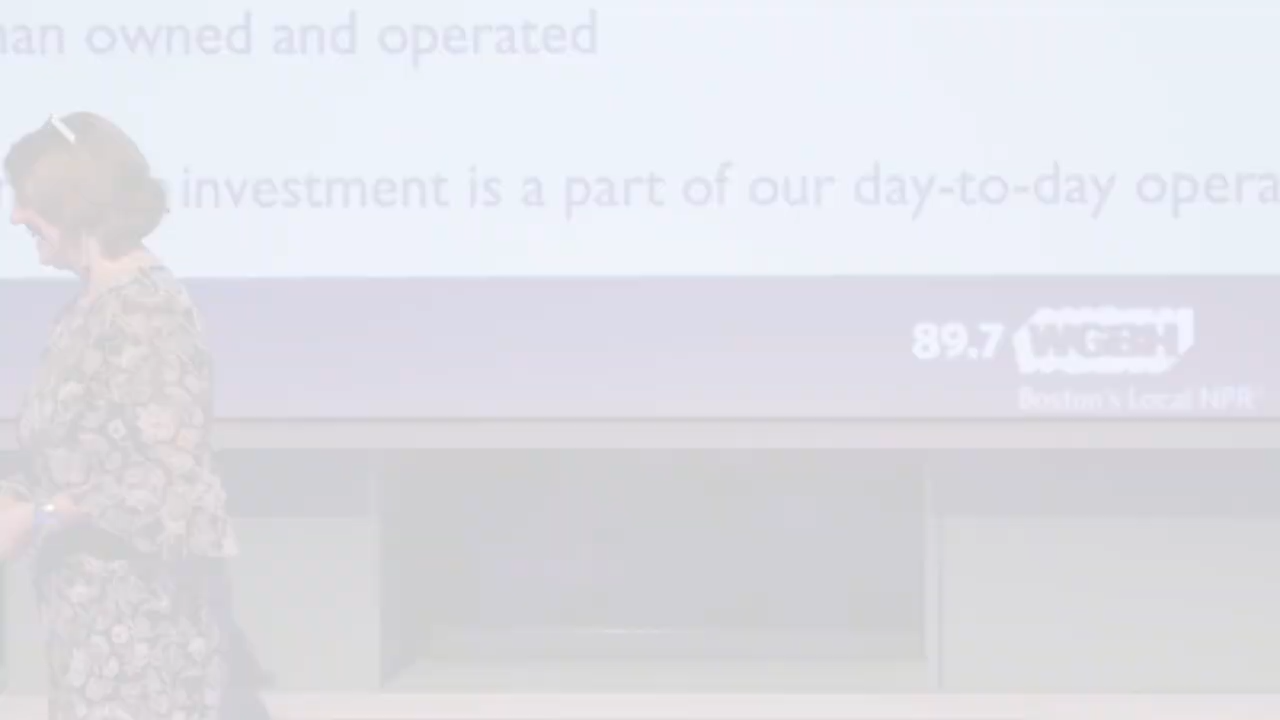 an owned and operated
investment is a part of our day-to-day opera
89.7 WGBH
Boston's Local NPR